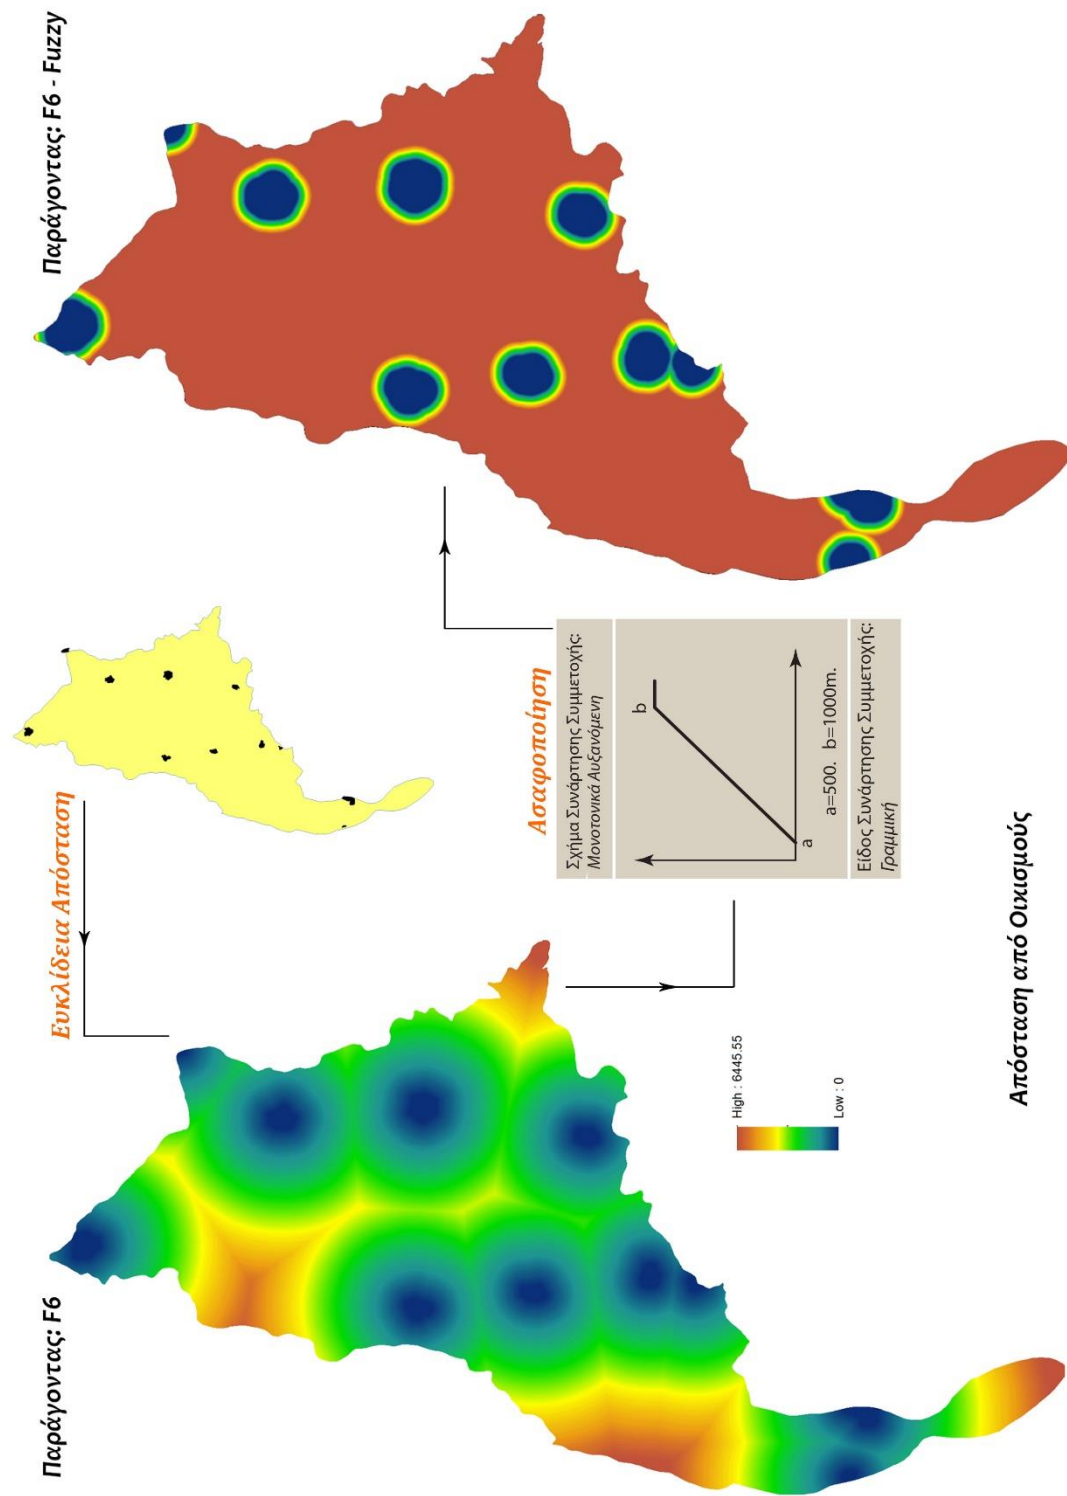 Παράγοντας: F6
Παράγοντας: F6 - Fuzzy
Ευκλίδεια Απόσταση
Ασαφοποίηση
Σχήμα Συνάρτησης Συμμετοχής:
Μονοτονικά Αυξανόμενη
b
a
a=500. b=1000m.
Είδος Συνάρτησης Συμμετοχής:
Γραμμική
High : 6445.55
Low : 0
Απόσταση από Οικισμούς